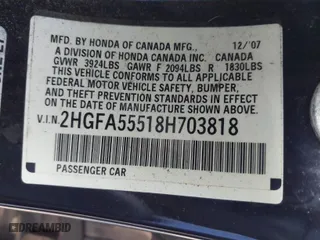 MFD. BY HONDA OF CANADA MFG., 12/'07
A DIVISION OF HONDA CANADA INC. CANADA
GVWR 3924LBS GAWR F 2094LBS R 1830LBS
THIS VEHICLE CONFORMS TO ALL APPLICABLE
FEDERAL MOTOR VEHICLE SAFETY, BUMPER,
AND THEFT PREVENTION STANDARDS IN EFFECT
ON THE DATE OF MANUFACTURE SHOWN ABOVE.
V.I.N. 2HGFA55518H703818
PASSENGER CAR
DREAMBID